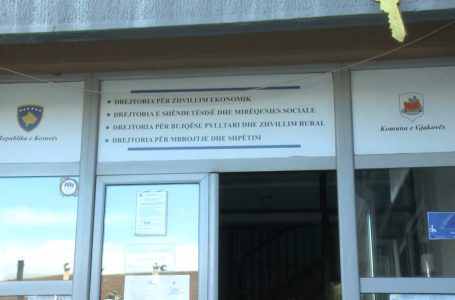 DREJTORIA PËR ZHVILLIM EKONOMIK
DREJTORIA E SHËNDETËSISË DHE MIRËQENIES SOCIALE
DREJTORIA PËR BUJQËSI, PYLLTARI DHE ZHVILLIM RURAL
DREJTORIA PËR MBROJTJE DHE SHPËTIM
Republika e Kosovës
Komuna e Gjakovës